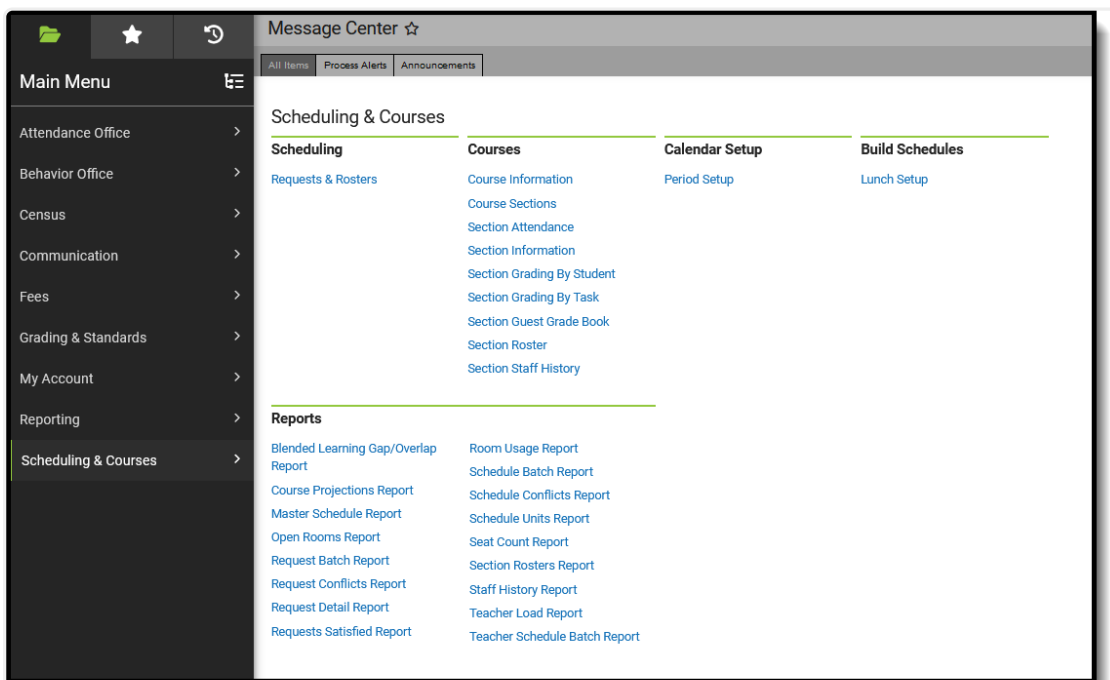 Message Center
All Items Process Alerts Announcements
Main Menu
Attendance Office
Behavior Office
Census
Communication
Fees
Grading & Standards
My Account
Reporting
Scheduling & Courses
Scheduling & Courses
Scheduling
Requests & Rosters
Courses
Course Information
Course Sections
Section Attendance
Section Information
Section Grading By Student
Section Grading By Task
Section Guest Grade Book
Section Roster
Section Staff History
Calendar Setup
Period Setup
Build Schedules
Lunch Setup
Reports
Blended Learning Gap/Overlap
Report
Course Projections Report
Master Schedule Report
Open Rooms Report
Request Batch Report
Request Conflicts Report
Request Detail Report
Requests Satisfied Report
Room Usage Report
Schedule Batch Report
Schedule Conflicts Report
Schedule Units Report
Seat Count Report
Section Rosters Report
Staff History Report
Teacher Load Report
Teacher Schedule Batch Report